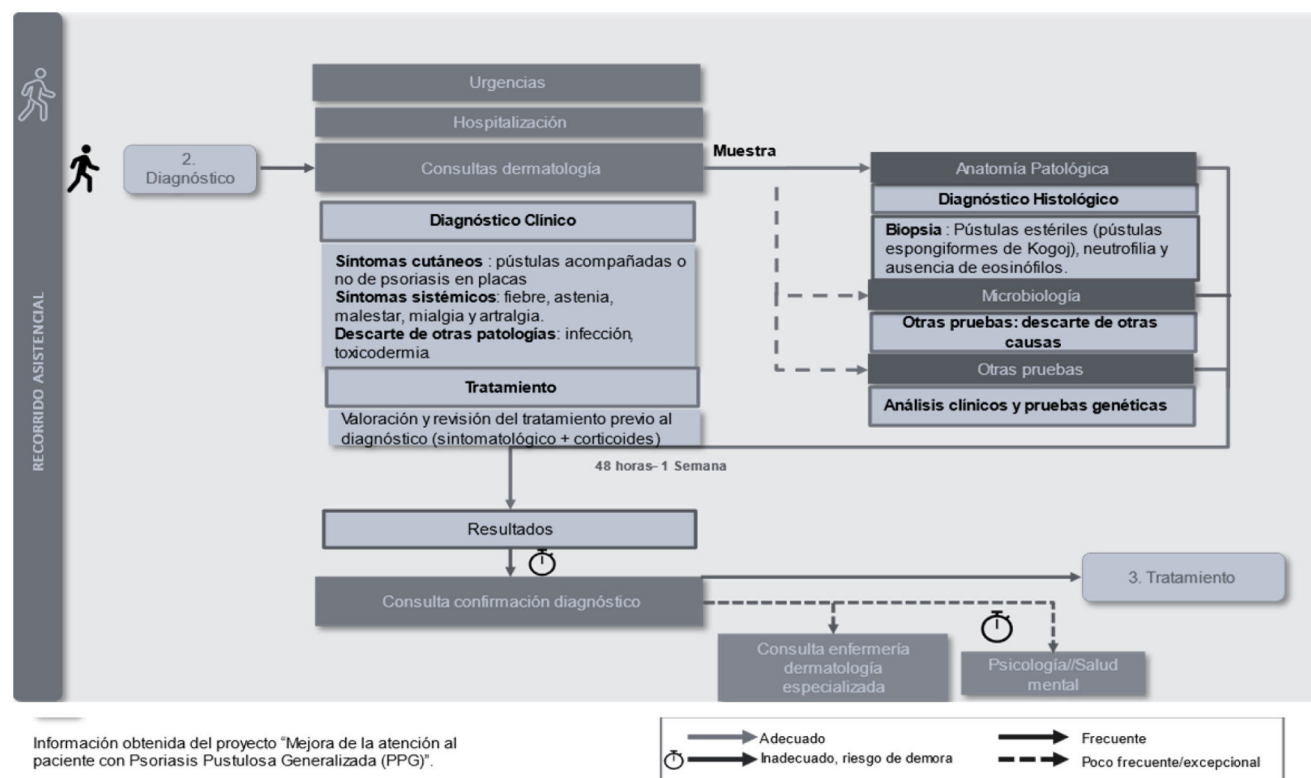 RECORRIDO ASISTENCIAL
2.
Diagnóstico
Urgencias
Hospitalización
Consultas dermatología
Diagnóstico Clínico
Síntomas cutáneos : pústulas acompañadas o
no de psoriasis en placas
Síntomas sistémicos: fiebre, astenia,
malestar, mialgia y artralgia.
Descarte de otras patologías: infección,
toxicodermia
Tratamiento
Valoración y revisión del tratamiento previo al
diagnóstico (sintomatológico + corticoides)
Muestra
Anatomía Patológica
Diagnóstico Histológico
Biopsia : Pústulas estériles (pústulas
espongiformes de Kogoj), neutrofilia y
ausencia de eosinófilos.
Microbiología
Otras pruebas: descarte de otras
causas
Otras pruebas
Análisis clínicos y pruebas genéticas
48 horas– 1 Semana
Resultados
Consulta confirmación diagnóstico
3. Tratamiento
Consulta enfermería
dermatología
especializada
Psicología//Salud
mental
Información obtenida del proyecto “Mejora de la atención al
paciente con Psoriasis Pustulosa Generalizada (PPG)”.
Adecuado
Inadecuado, riesgo de demora
Frecuente
Poco frecuente/excepcional